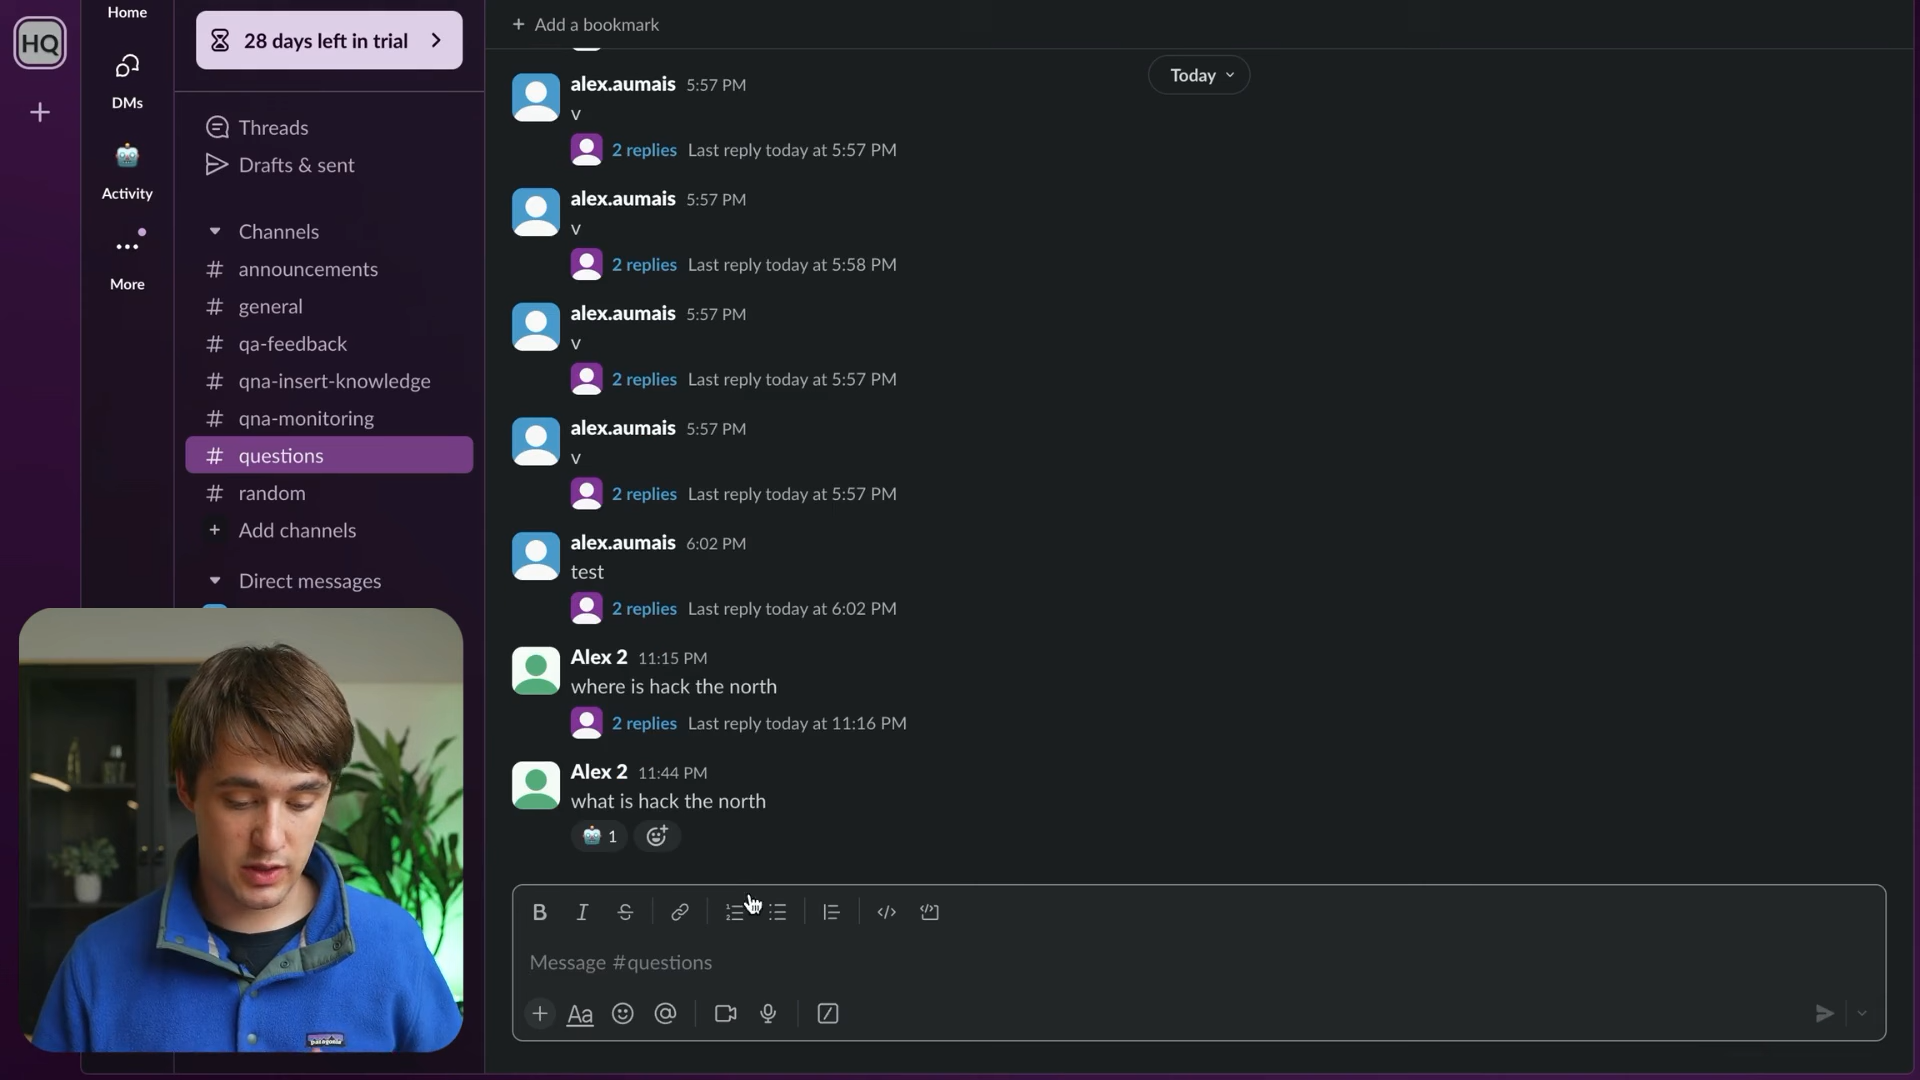 HQ
Home
DMs
Activity
More
28 days left in trial
Threads
Drafts & sent
Channels
# announcements
# general
# qa-feedback
# qna-insert-knowledge
# qna-monitoring
# questions
# random
+ Add channels
Direct messages
+ Add a bookmark
Today
alex.aumais 5:57 PM
v
2 replies Last reply today at 5:57 PM
alex.aumais 5:57 PM
v
2 replies Last reply today at 5:58 PM
alex.aumais 5:57 PM
v
2 replies Last reply today at 5:57 PM
alex.aumais 5:57 PM
v
2 replies Last reply today at 5:57 PM
alex.aumais 6:02 PM
test
2 replies Last reply today at 6:02 PM
Alex 2 11:15 PM
where is hack the north
2 replies Last reply today at 11:16 PM
Alex 2 11:44 PM
what is hack the north
1
B I S
Message #questions
Aa
patagonia